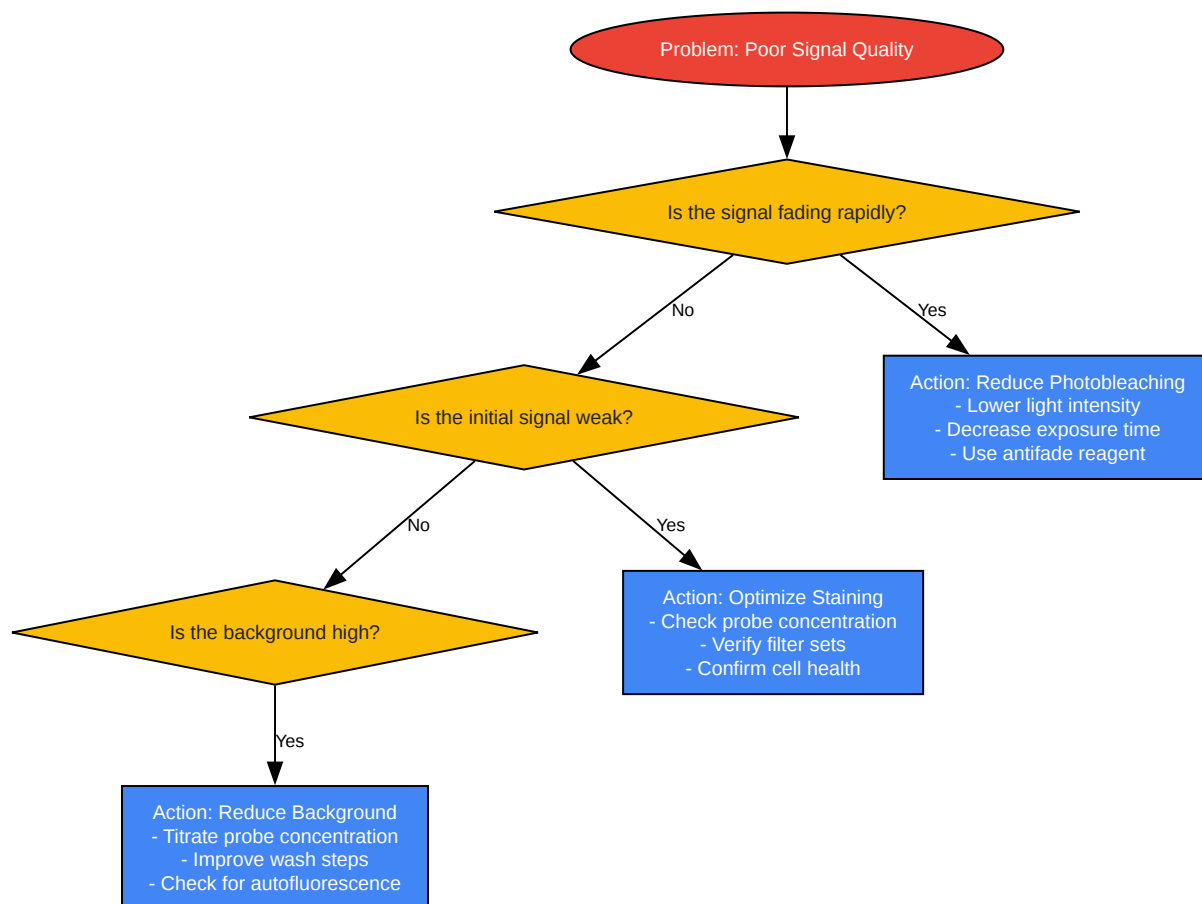 Problem: Poor Signal Quality
Is the signal fading rapidly?
No
Yes
Action: Reduce Photobleaching
- Lower light intensity
- Decrease exposure time
- Use antifade reagent
Is the initial signal weak?
No
Yes
Action: Optimize Staining
- Check probe concentration
- Verify filter sets
- Confirm cell health
Is the background high?
Yes
Action: Reduce Background
- Titrate probe concentration
- Improve wash steps
- Check for autofluorescence